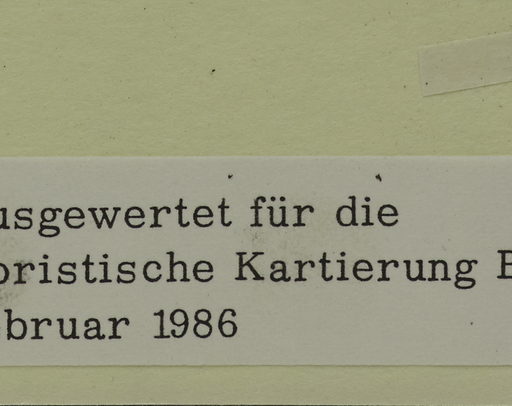 usgewertet für die
oristische Kartierung B
bruar 1986